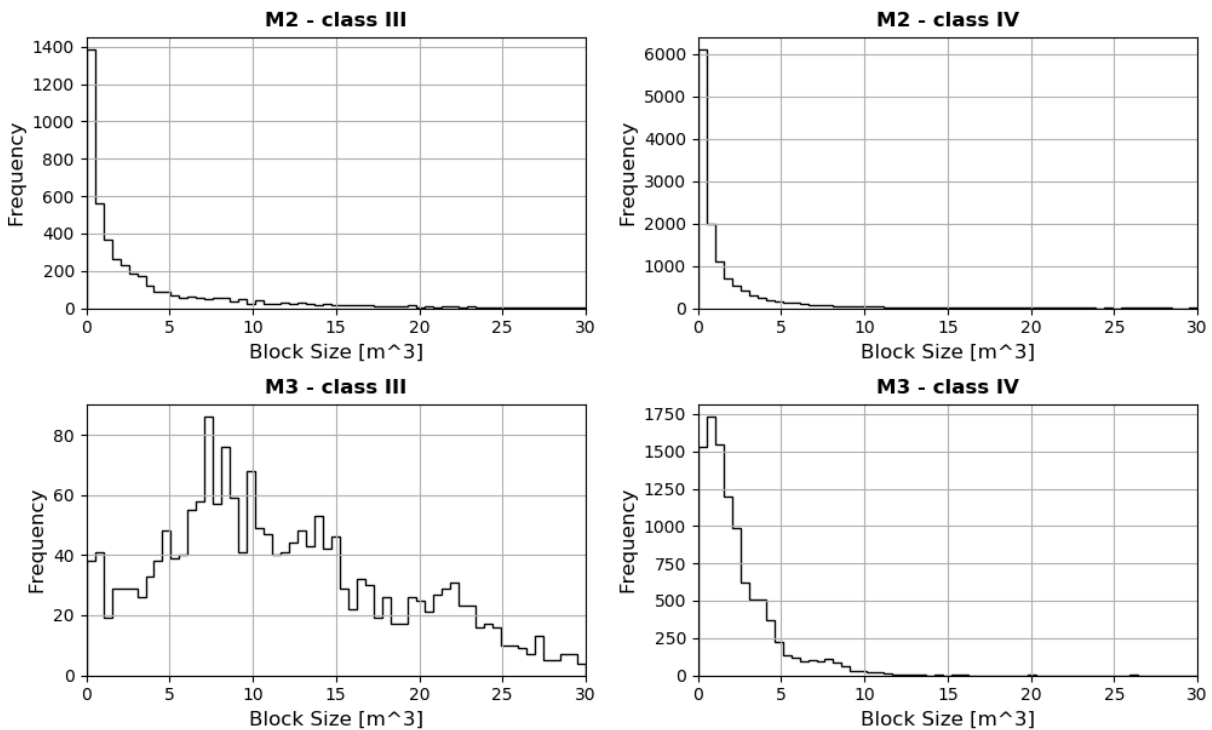 M2 - class III
1400
1200
1000
800
600
400
200
0
Frequency
0 5 10 15 20 25 30
Block Size [m^3]
M2 - class IV
6000
5000
4000
3000
2000
1000
0
Frequency
0 5 10 15 20 25 30
Block Size [m^3]
M3 - class III
80
60
40
20
0
Frequency
0 5 10 15 20 25 30
Block Size [m^3]
M3 - class IV
1750
1500
1250
1000
750
500
250
0
Frequency
0 5 10 15 20 25 30
Block Size [m^3]